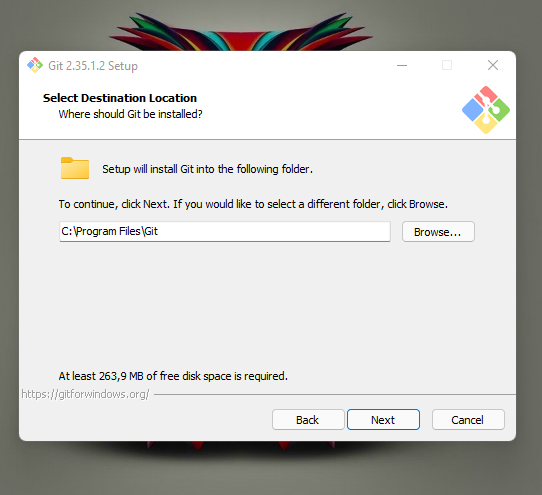 Git 2.35.1.2 Setup
Select Destination Location
Where should Git be installed?
Setup will install Git into the following folder.
To continue, click Next. If you would like to select a different folder, click Browse.
C:\Program Files\Git
Browse...
At least 263,9 MB of free disk space is required.
https://gitforwindows.org/
Back
Next
Cancel